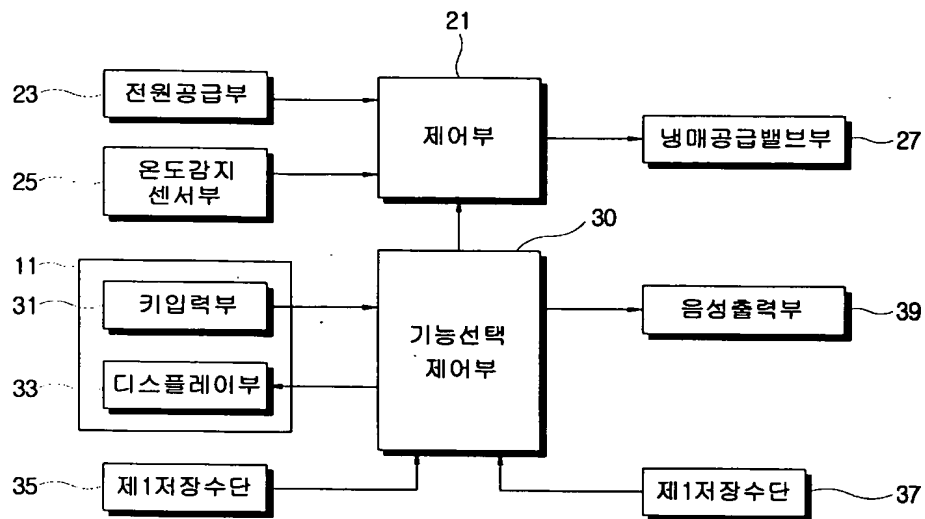 21
23
전원공급부
제어부
냉매공급밸브부
27
25
온도감지
센서부
30
11
31
키입력부
기능선택
제어부
음성출력부
39
33
디스플레이부
35
제1저장수단
제1저장수단
37